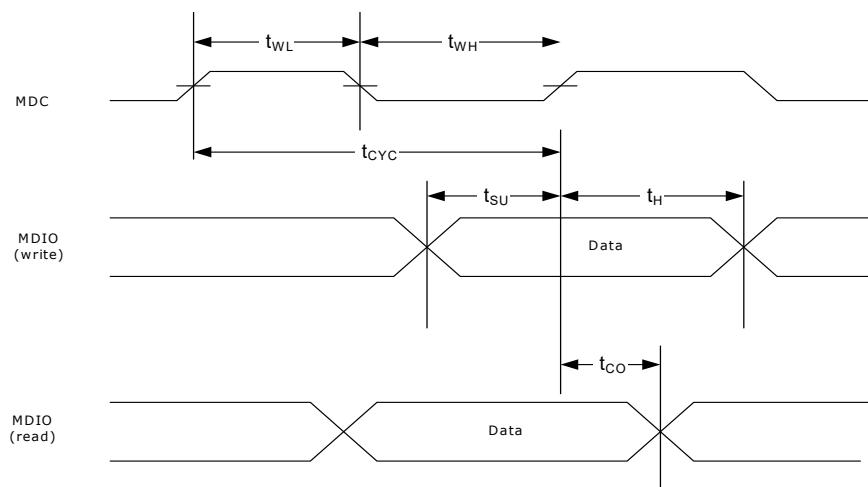 tWL
tWH
MDC
tCYC
tSU
tH
MDIO
(write)
Data
tCO
MDIO
(read)
Data